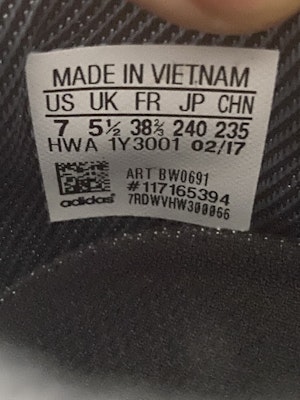 MADE IN VIETNAM
US UK FR JP CHN
7 5½ 38⅔ 240 235
HWA 1Y3001 02/17
ART BW0691
#117165394
adidas 7RDWVHW300066